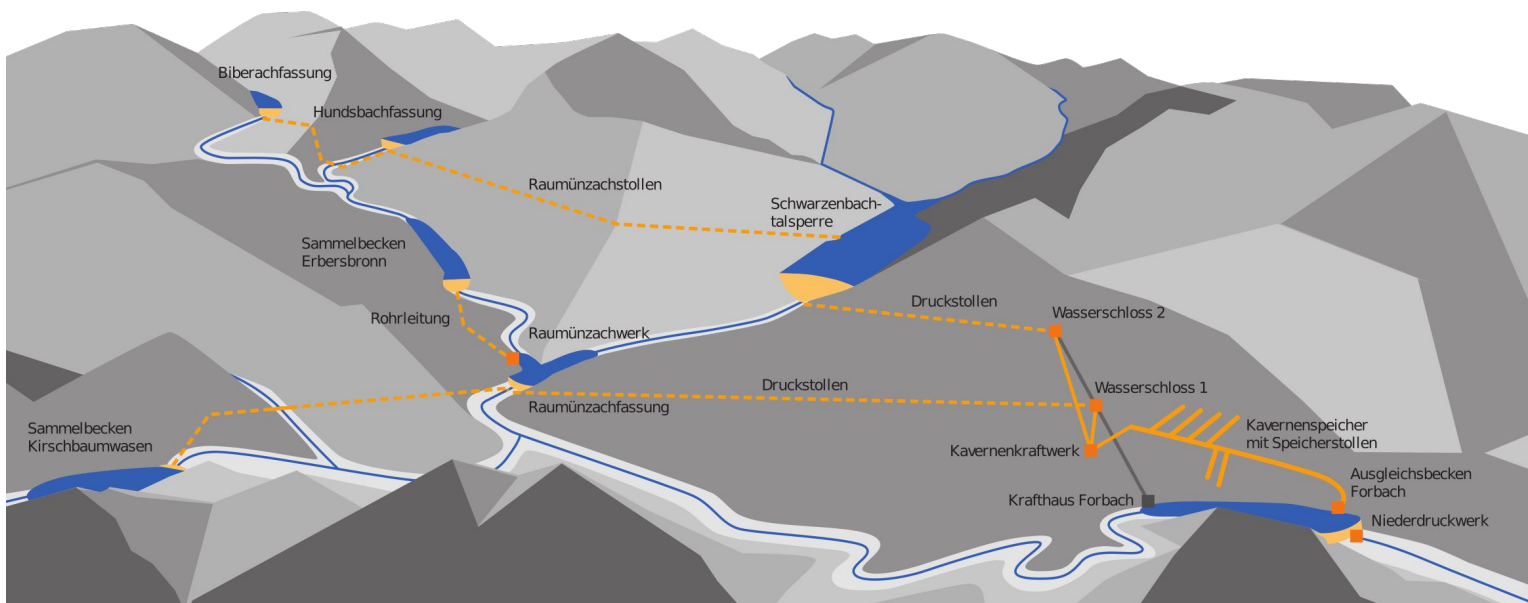 Biberachfassung
Hundsbachfassung
Raumünzachstollen
Schwarzenbach-
talsperre
Sammelbecken
Erbersbronn
Druckstollen
Wasserschloss 2
Rohrleitung
Raumünzachwerk
Druckstollen
Wasserschloss 1
Raumünzachfassung
Sammelbecken
Kirschbaumwasen
Kavernenspeicher
mit Speicherstollen
Kavernenkraftwerk
Ausgleichsbecken
Forbach
Krafthaus Forbach
Niederdruckwerk